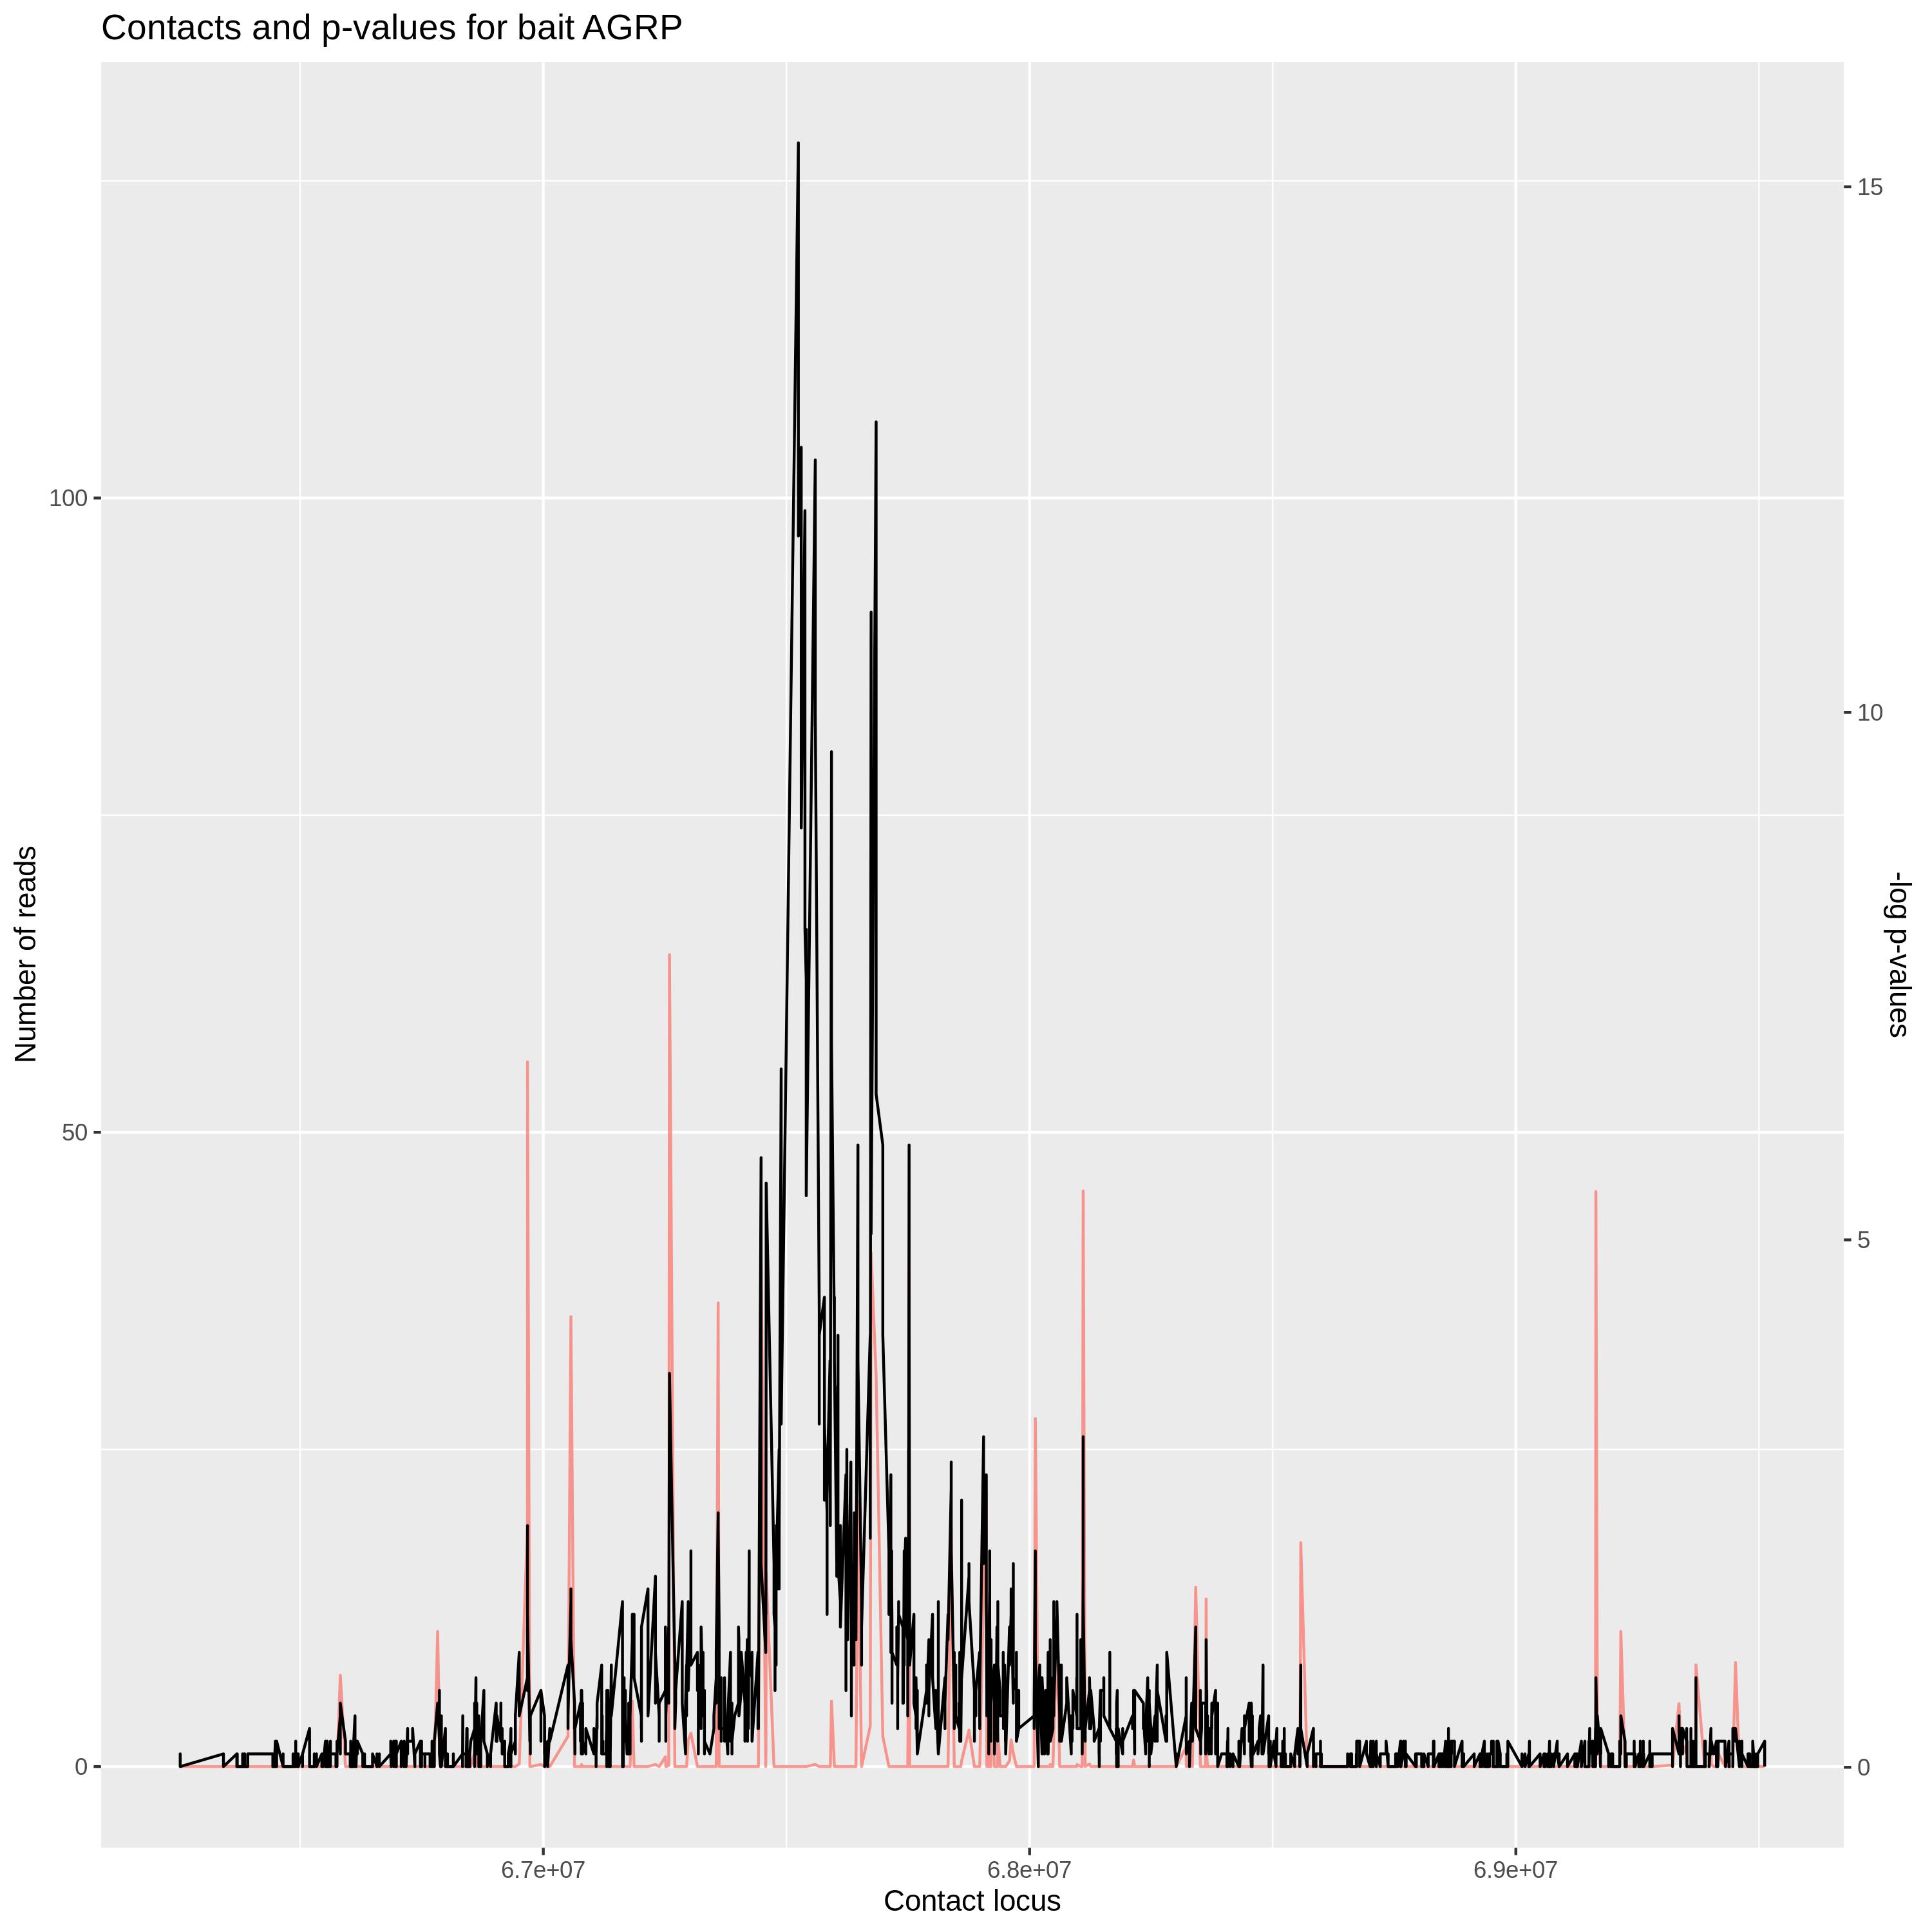 Contacts and p-values for bait AGRP
100
50
0
Number of reads
15
10
5
0
-log p-values
6.7e+07
6.8e+07
6.9e+07
Contact locus